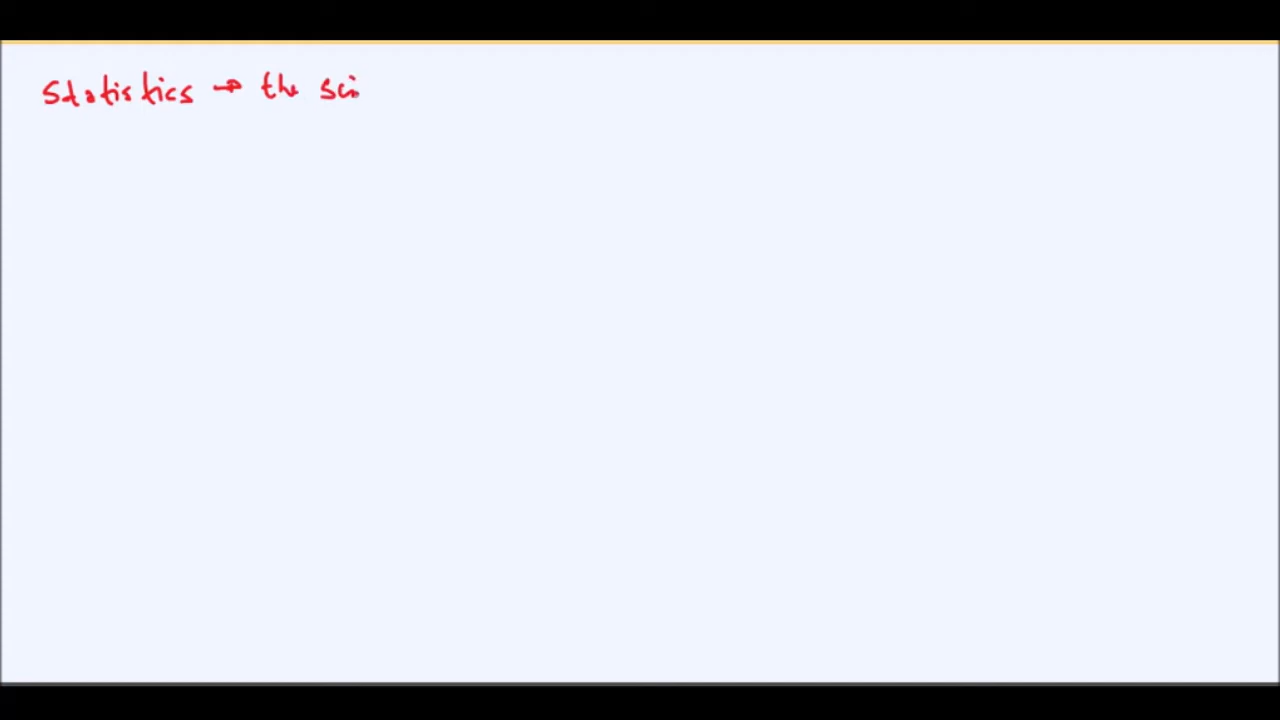 Statistics → the sci